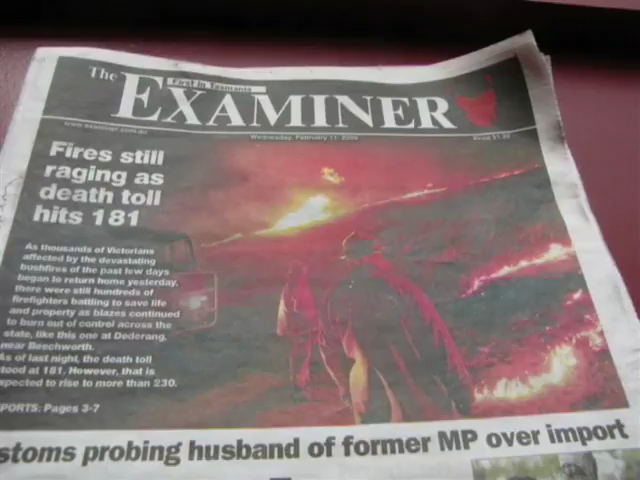 The
First in Tasmania
EXAMINER
www.examiner.com.au
Wednesday, February 11, 2009
Fires still
raging as
death toll
hits 181
As thousands of Victorians
affected by the devastating
bushfires of the past few days
began to return home yesterday,
there were still hundreds of
firefighters battling to save life
and property as blazes continued
to burn out of control across the
state, like this one at Dederang,
near Beechworth.
As of last night, the death toll
stood at 181. However, that is
expected to rise to more than 230.
PORTS: Pages 3-7
stoms probing husband of former MP over import